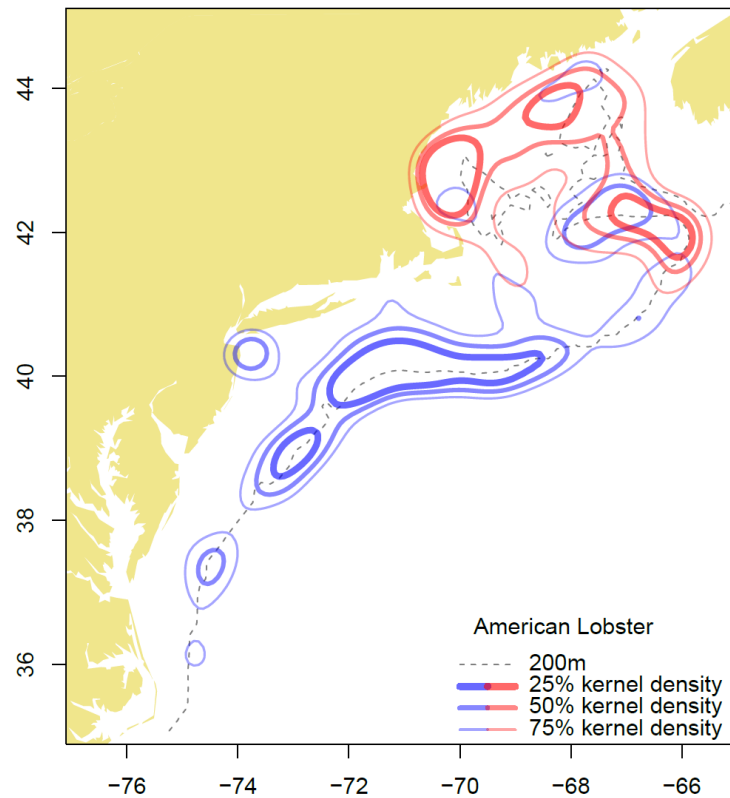 44
42
40
38
36
American Lobster
200m
25% kernel density
50% kernel density
75% kernel density
−76 −74 −72 −70 −68 −66